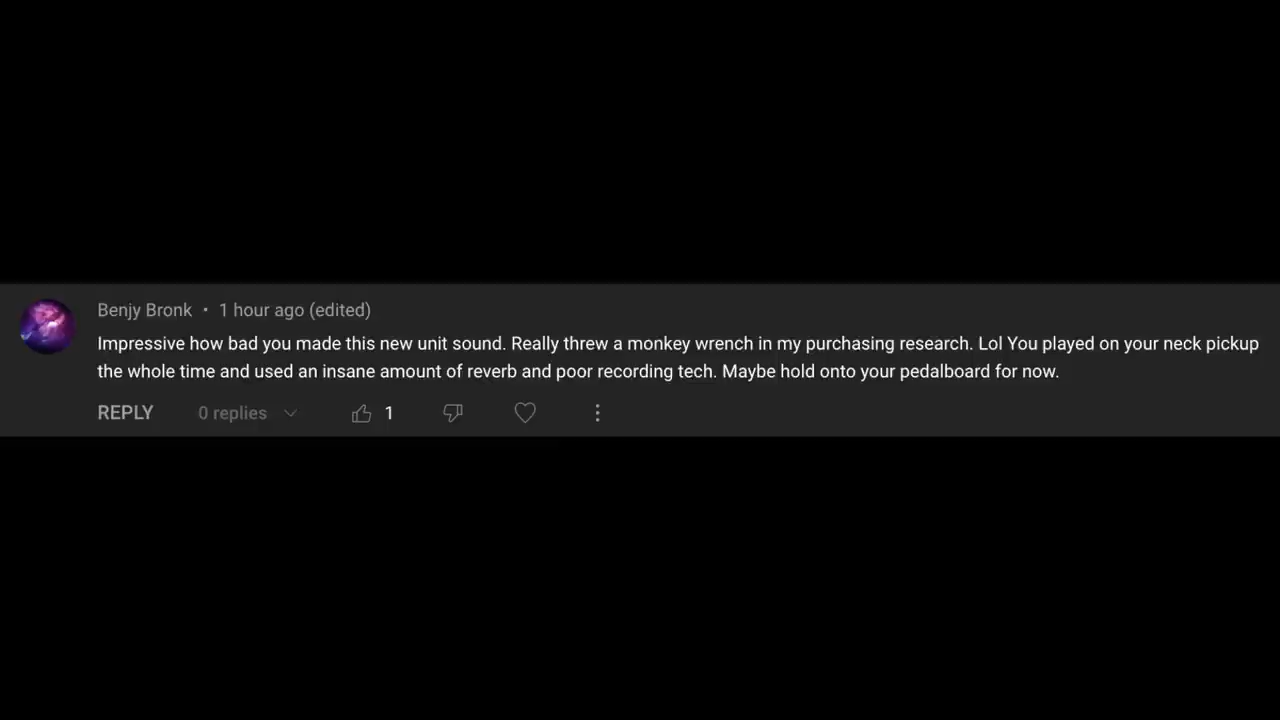 Benjy Bronk • 1 hour ago (edited)
Impressive how bad you made this new unit sound. Really threw a monkey wrench in my purchasing research. Lol You played on your neck pickup
the whole time and used an insane amount of reverb and poor recording tech. Maybe hold onto your pedalboard for now.
REPLY 0 replies 1